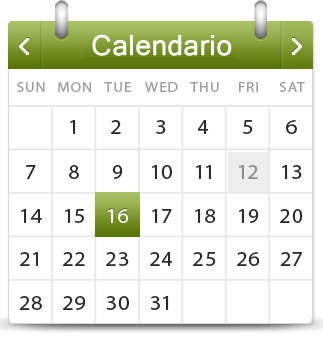 Calendario
SUN MON TUE WED THU FRI SAT
1 2 3 4 5 6
7 8 9 10 11 12 13
14 15 16 17 18 19 20
21 22 23 24 25 26 27
28 29 30 31